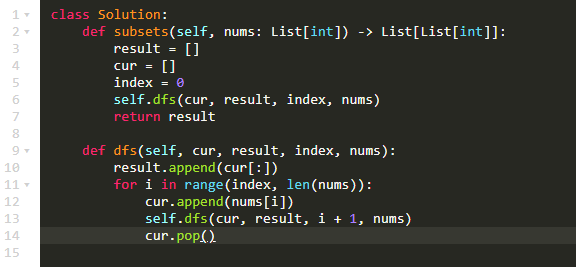 1 class Solution:
2     def subsets(self, nums: List[int]) -> List[List[int]]:
3         result = []
4         cur = []
5         index = 0
6         self.dfs(cur, result, index, nums)
7         return result
8
9     def dfs(self, cur, result, index, nums):
10         result.append(cur[:])
11         for i in range(index, len(nums)):
12             cur.append(nums[i])
13             self.dfs(cur, result, i + 1, nums)
14             cur.pop()
15